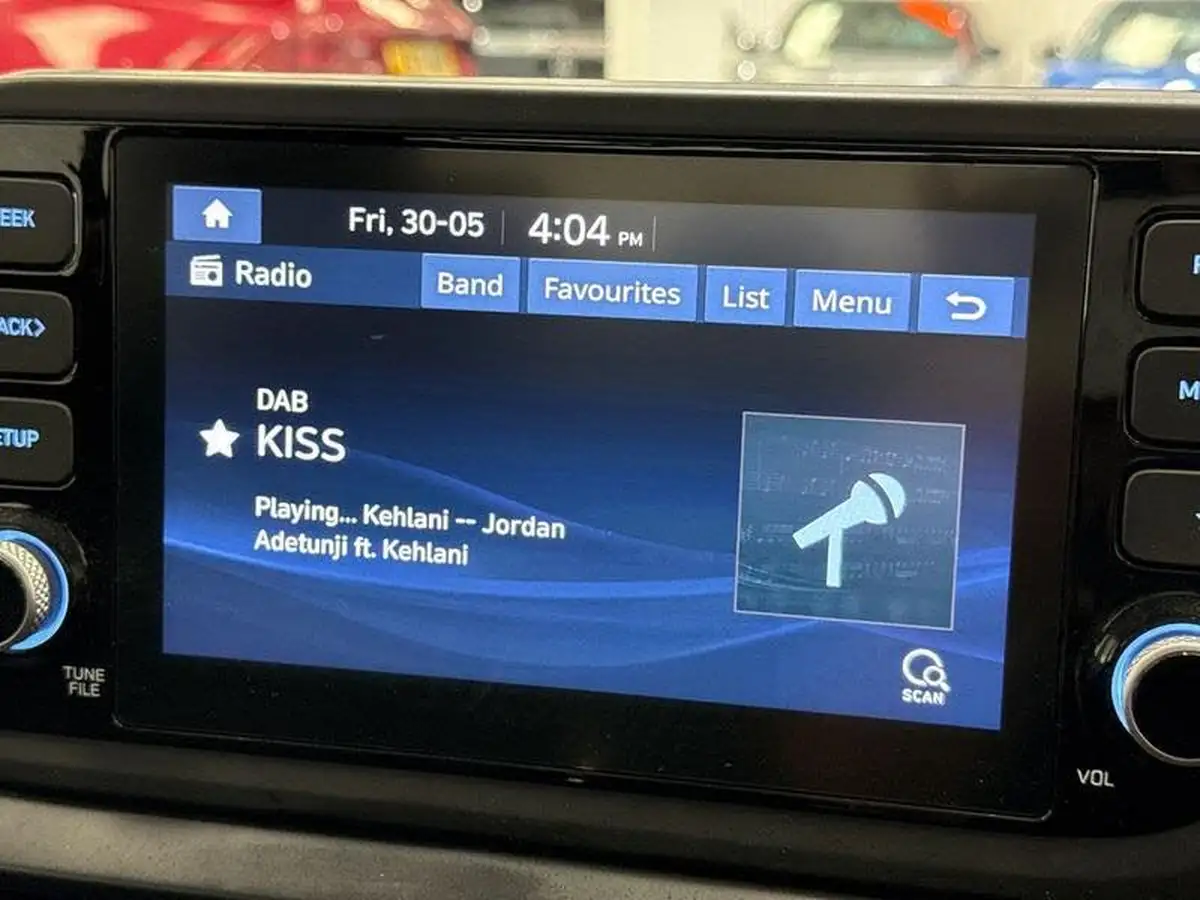 Fri, 30-05 4:04 PM
Radio Band Favourites List Menu
DAB
KISS
Playing... Kehlani -- Jordan
Adetunji ft. Kehlani
SCAN
EEK
ACK>
ETUP
TUNE
FILE
VOL